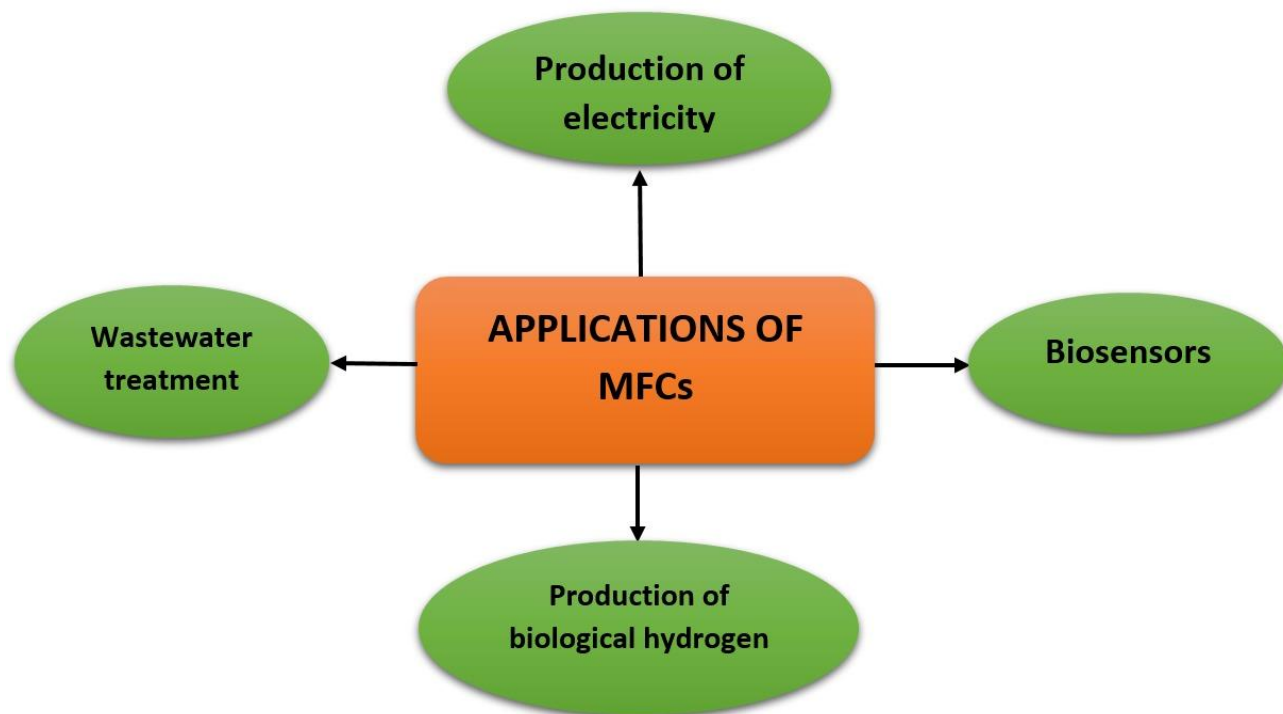 Production of
electricity
APPLICATIONS OF
MFCs
Wastewater
treatment
Biosensors
Production of
biological hydrogen